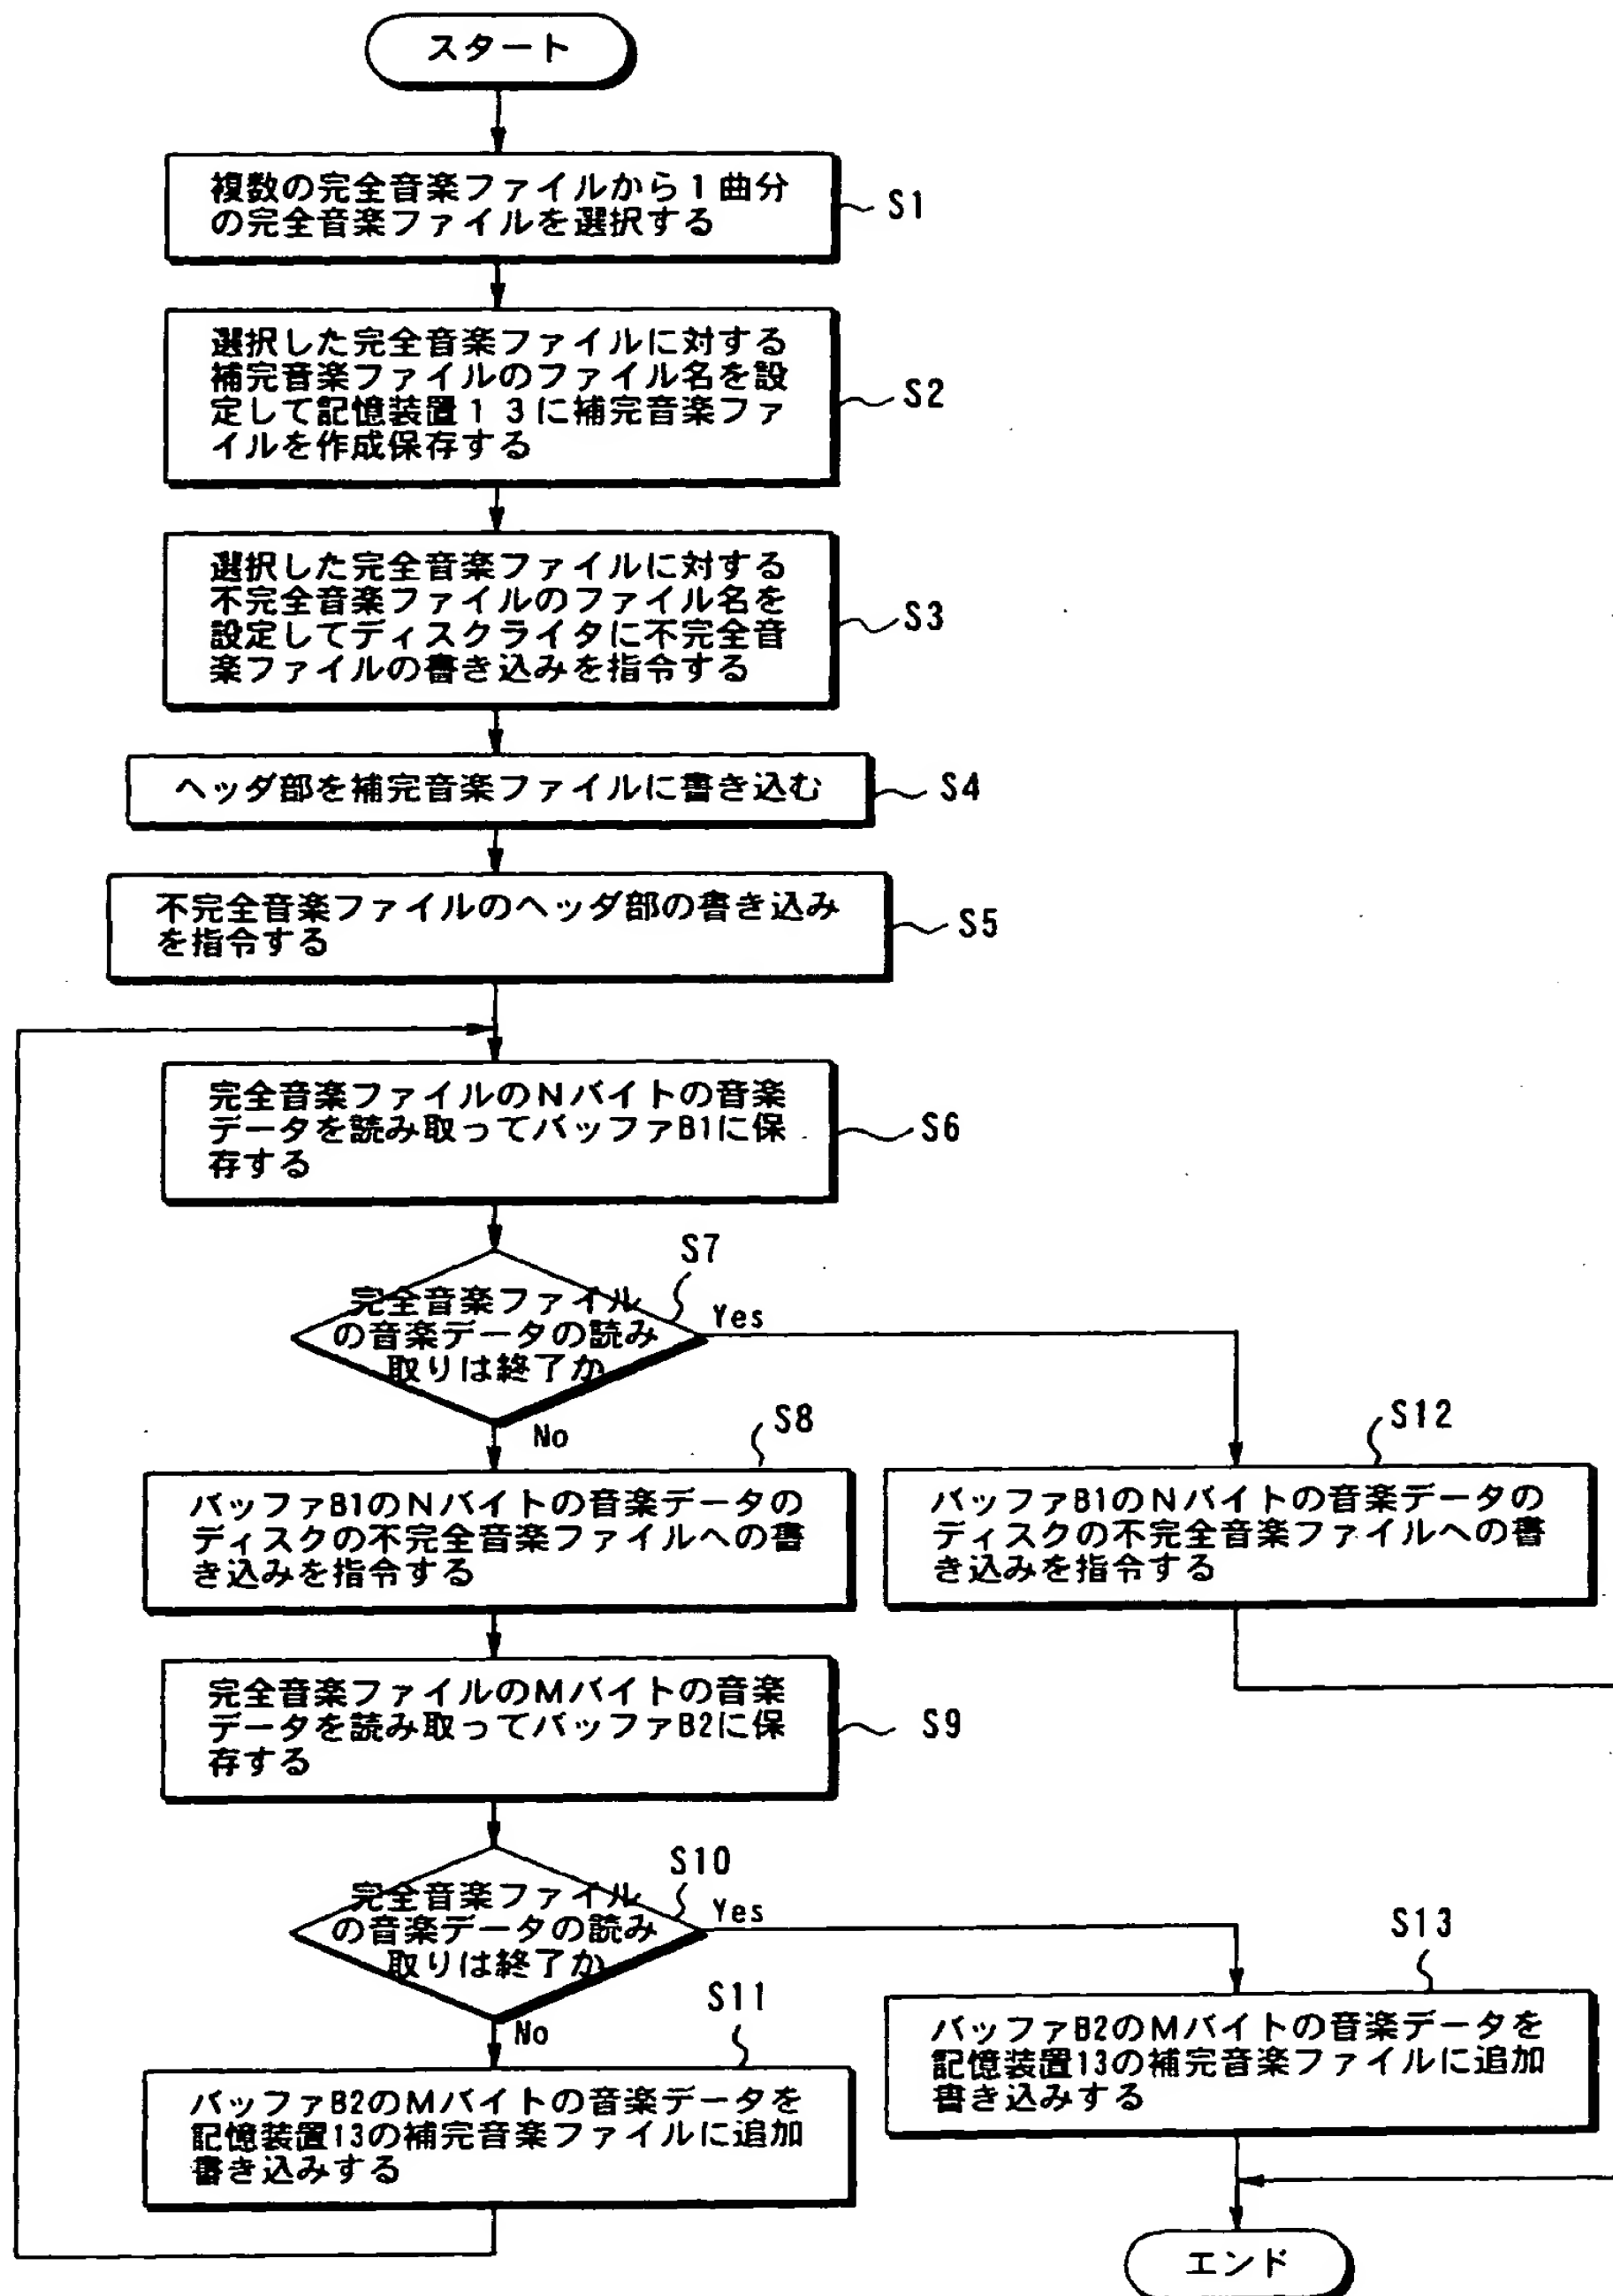 スタート
複数の完全音楽ファイルから1曲分
の完全音楽ファイルを選択する
S1
選択した完全音楽ファイルに対する
補完音楽ファイルのファイル名を設
定して記憶装置13に補完音楽ファ
イルを作成保存する
S2
選択した完全音楽ファイルに対する
不完全音楽ファイルのファイル名を
設定してディスクライタに不完全音
楽ファイルの書き込みを指令する
S3
ヘッダ部を補完音楽ファイルに書き込む
S4
不完全音楽ファイルのヘッダ部の書き込み
を指令する
S5
完全音楽ファイルのNバイトの音楽
データを読み取ってバッファB1に保
存する
S6
S7
完全音楽ファイル
の音楽データの読み
取りは終了か
Yes
No
S8
バッファB1のNバイトの音楽データの
ディスクの不完全音楽ファイルへの書
き込みを指令する
S12
バッファB1のNバイトの音楽データの
ディスクの不完全音楽ファイルへの書
き込みを指令する
完全音楽ファイルのMバイトの音楽
データを読み取ってバッファB2に保
存する
S9
S10
完全音楽ファイル
の音楽データの読み
取りは終了か
Yes
No
S11
バッファB2のMバイトの音楽データを
記憶装置13の補完音楽ファイルに追加
書き込みする
S13
バッファB2のMバイトの音楽データを
記憶装置13の補完音楽ファイルに追加
書き込みする
エンド